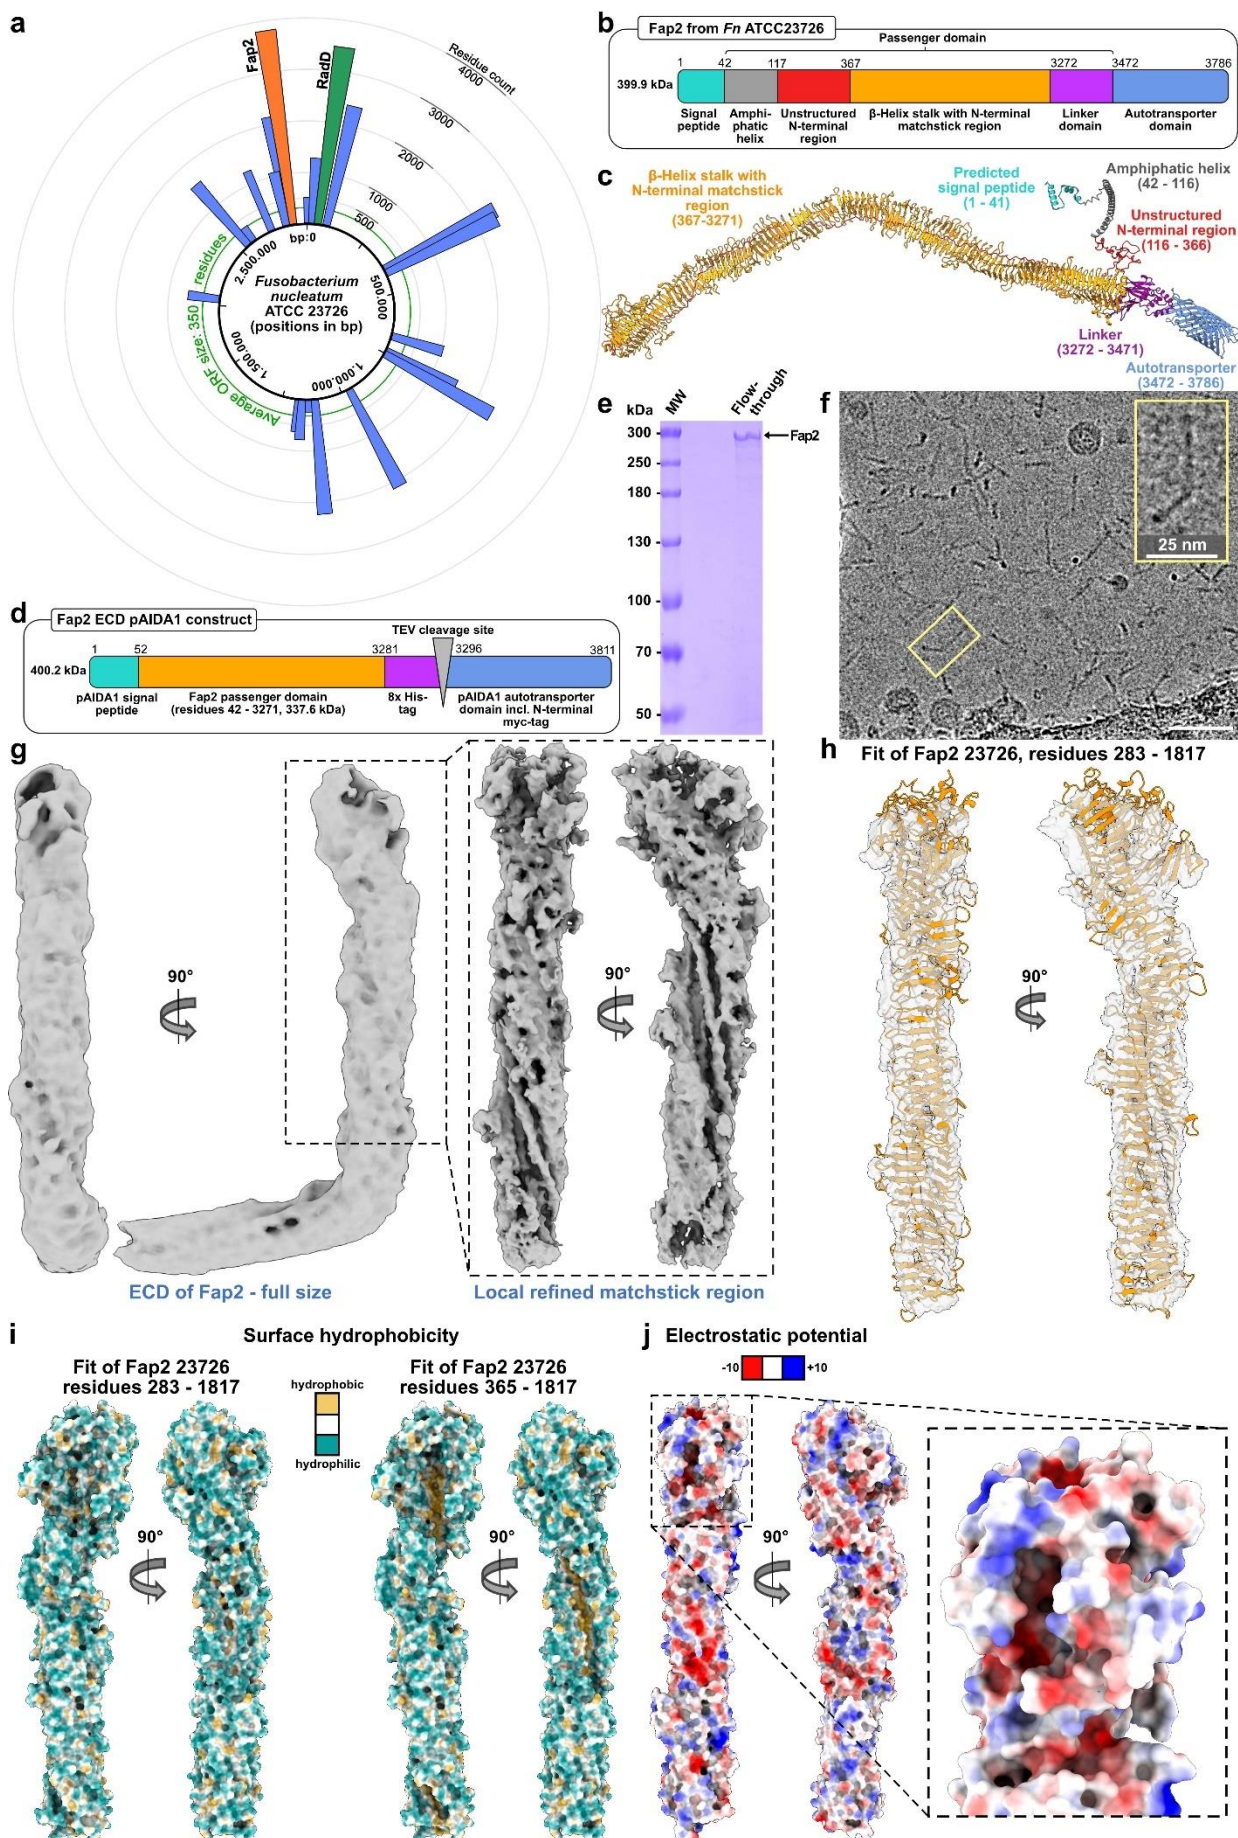 a
Fap2
RadD
Residue count
4000
3000
2000
1000
500
bp:0
500.000
1.000.000
1.500.000
2.500.000
Fusobacterium
nucleatum
ATCC 23726
(positions in bp)
Average ORF size: 350 residues
b
Fap2 from Fn ATCC23726
Passenger domain
1 42 117 367 3272 3472 3786
399.9 kDa
Signal
peptide
Amphi-
phatic
helix
Unstructured
N-terminal
region
β-Helix stalk with N-terminal
matchstick region
Linker
domain
Autotransporter
domain
c
β-Helix stalk with
N-terminal matchstick
region
(367-3271)
Predicted
signal peptide
(1 - 41)
Amphiphatic helix
(42 - 116)
Unstructured
N-terminal region
(116 - 366)
Linker
(3272 - 3471)
Autotransporter
(3472 - 3786)
d
Fap2 ECD pAIDA1 construct
TEV cleavage site
1 52 3281 3296 3811
400.2 kDa
pAIDA1 signal
peptide
Fap2 passenger domain
(residues 42 - 3271, 337.6 kDa)
8x His-
tag
pAIDA1 autotransporter
domain incl. N-terminal
myc-tag
e
kDa
MW
Flow-
through
300
250
180
130
100
70
50
Fap2
f
25 nm
g
90°
90°
ECD of Fap2 - full size
Local refined matchstick region
h
Fit of Fap2 23726, residues 283 - 1817
90°
i
Surface hydrophobicity
Fit of Fap2 23726
residues 283 - 1817
hydrophobic
hydrophilic
Fit of Fap2 23726
residues 365 - 1817
90°
90°
j
Electrostatic potential
-10
+10
90°